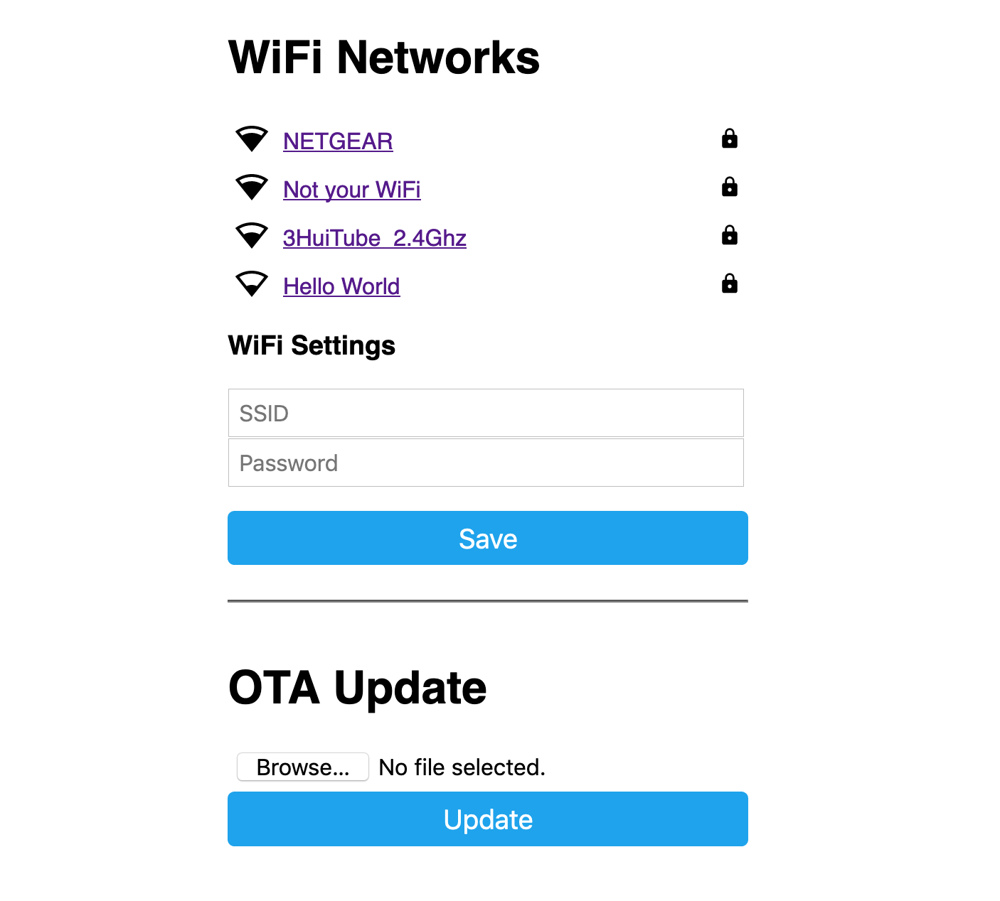 WiFi Networks
NETGEAR
Not your WiFi
3HuiTube_2.4Ghz
Hello World
WiFi Settings
SSID
Password
Save
OTA Update
Browse... No file selected.
Update